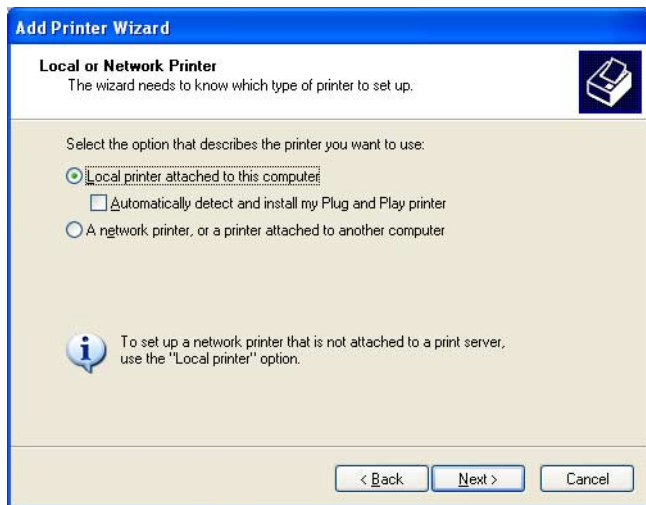 Add Printer Wizard
Local or Network Printer
The wizard needs to know which type of printer to set up.
Select the option that describes the printer you want to use:
Local printer attached to this computer
Automatically detect and install my Plug and Play printer
A network printer, or a printer attached to another computer
To set up a network printer that is not attached to a print server,
use the "Local printer" option.
< Back
Next >
Cancel